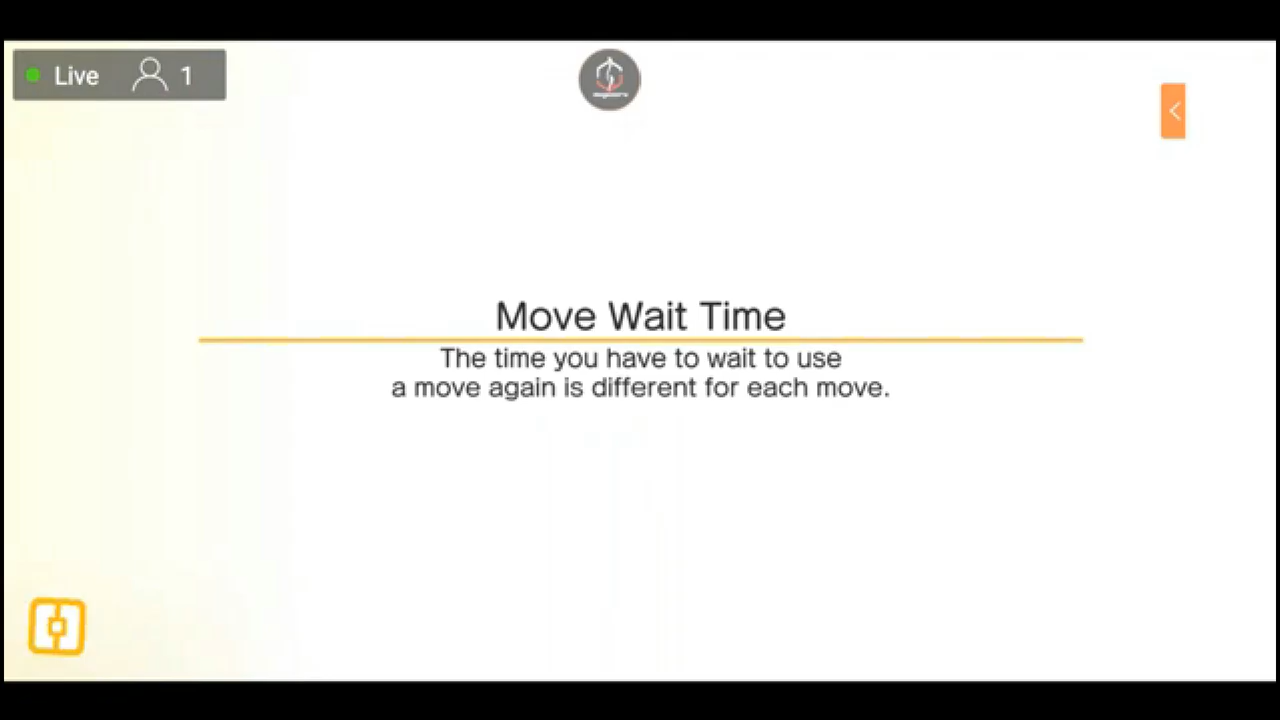 Live 1
Move Wait Time
The time you have to wait to use
a move again is different for each move.